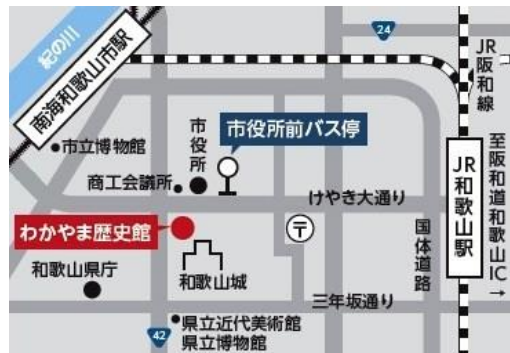 紀の川
南海和歌山市駅
24
JR阪和線
市立博物館
市役所
市役所前バス停
商工会議所
けやき大通り
JR和歌山駅
至阪和道和歌山IC→
わかやま歴史館
〒
国体道路
和歌山県庁
和歌山城
三年坂通り
42
県立近代美術館
県立博物館